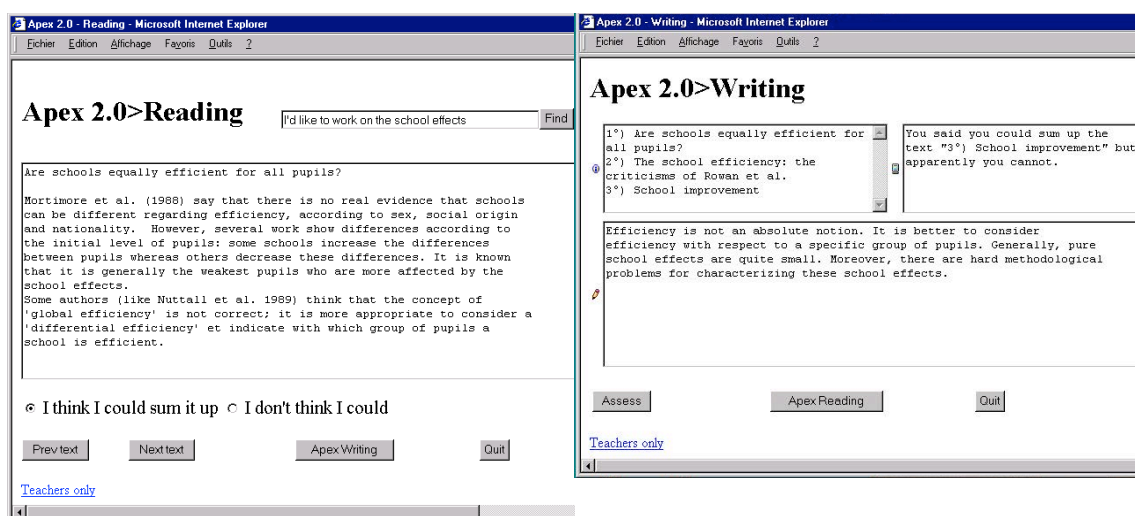 Apex 2.0 - Reading - Microsoft Internet Explorer
Fichier Edition Affichage Favoris Outils ?
Apex 2.0>Reading
I'd like to work on the school effects
Find
Are schools equally efficient for all pupils?
Mortimore et al. (1988) say that there is no real evidence that schools
can be different regarding efficiency, according to sex, social origin
and nationality. However, several work show differences according to
the initial level of pupils: some schools increase the differences
between pupils whereas others decrease these differences. It is known
that it is generally the weakest pupils who are more affected by the
school effects.
Some authors (like Nuttall et al. 1989) think that the concept of
'global efficiency' is not correct; it is more appropriate to consider a
'differential efficiency' et indicate with which group of pupils a
school is efficient.
I think I could sum it up I don't think I could
Prev text Next text Apex Writing Quit
Teachers only
Apex 2.0 - Writing - Microsoft Internet Explorer
Fichier Edition Affichage Favoris Outils ?
Apex 2.0>Writing
1°) Are schools equally efficient for
all pupils?
2°) The school efficiency: the
criticisms of Rowan et al.
3°) School improvement
You said you could sum up the
text "3°) School improvement" but
apparently you cannot.
Efficiency is not an absolute notion. It is better to consider
efficiency with respect to a specific group of pupils. Generally, pure
school effects are quite small. Moreover, there are hard methodological
problems for characterizing these school effects.
Assess Apex Reading Quit
Teachers only